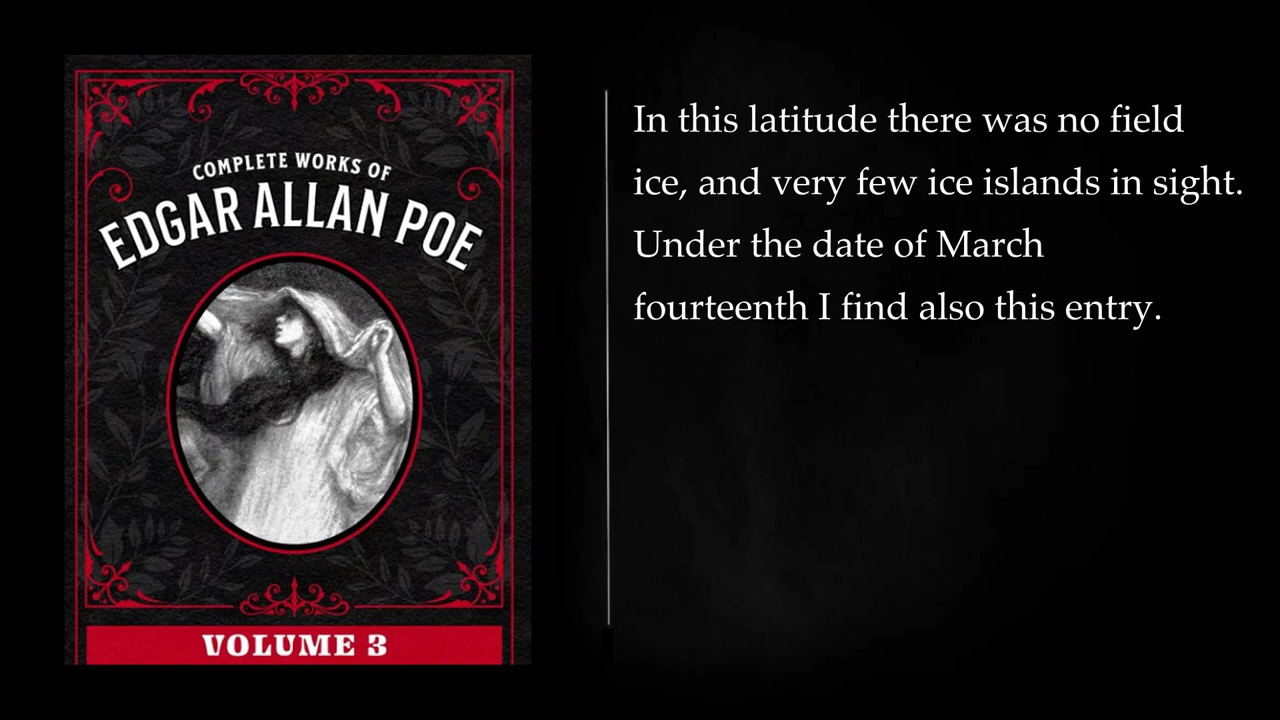 COMPLETE WORKS OF
EDGAR ALLAN POE
VOLUME 3
In this latitude there was no field
ice, and very few ice islands in sight.
Under the date of March
fourteenth I find also this entry.